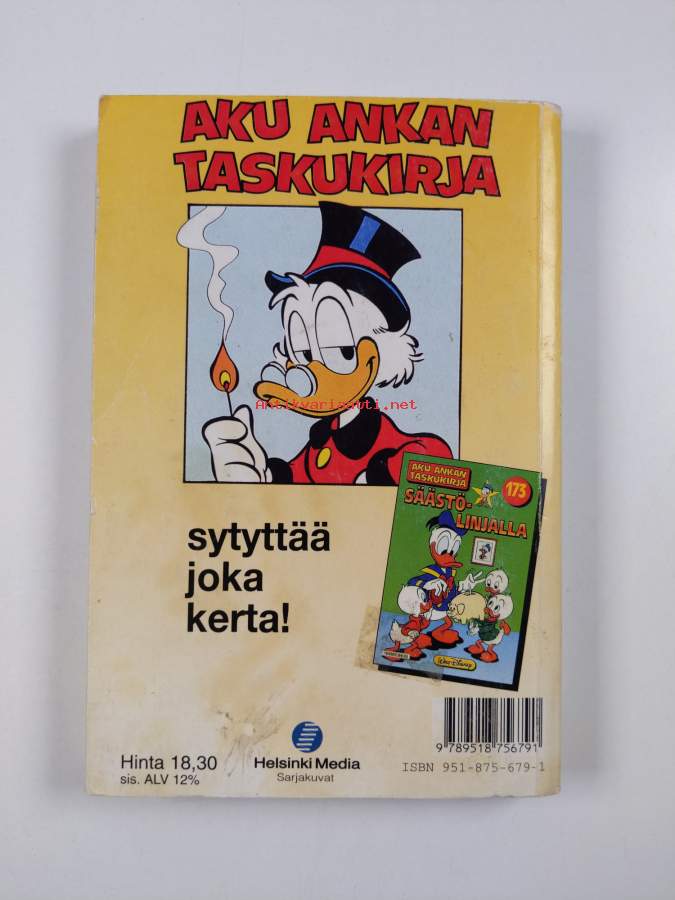 AKU ANKAN
TASKUKIRJA
Antikvariaatti.net
AKU ANKAN
TASKUKIRJA
173
SÄÄSTÖ-
LINJALLA
WALT DISNEY
sytyttää
joka
kerta!
Hinta 18,30
sis. ALV 12%
Helsinki Media
Sarjakuvat
9 789518 756791
ISBN 951-875-679-1